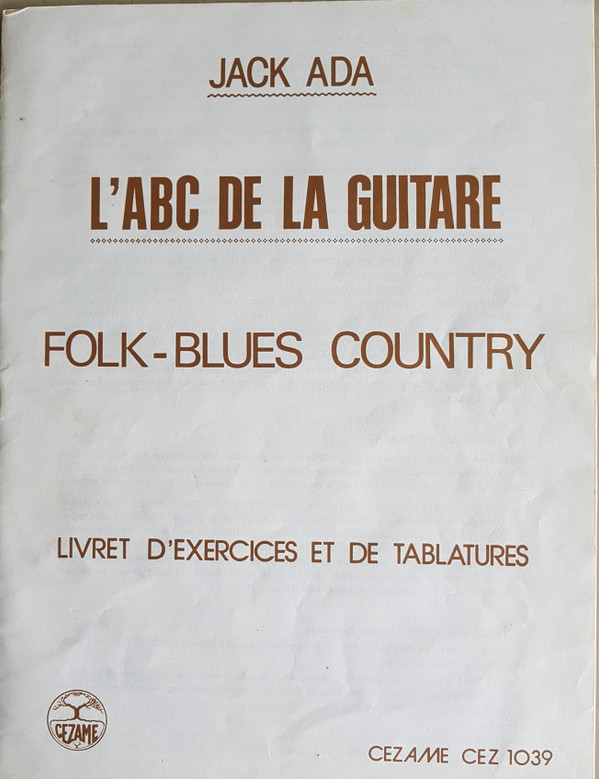 JACK ADA
L'ABC DE LA GUITARE
FOLK-BLUES COUNTRY
LIVRET D'EXERCICES ET DE TABLATURES
CEZAME
CEZAME CEZ 1039